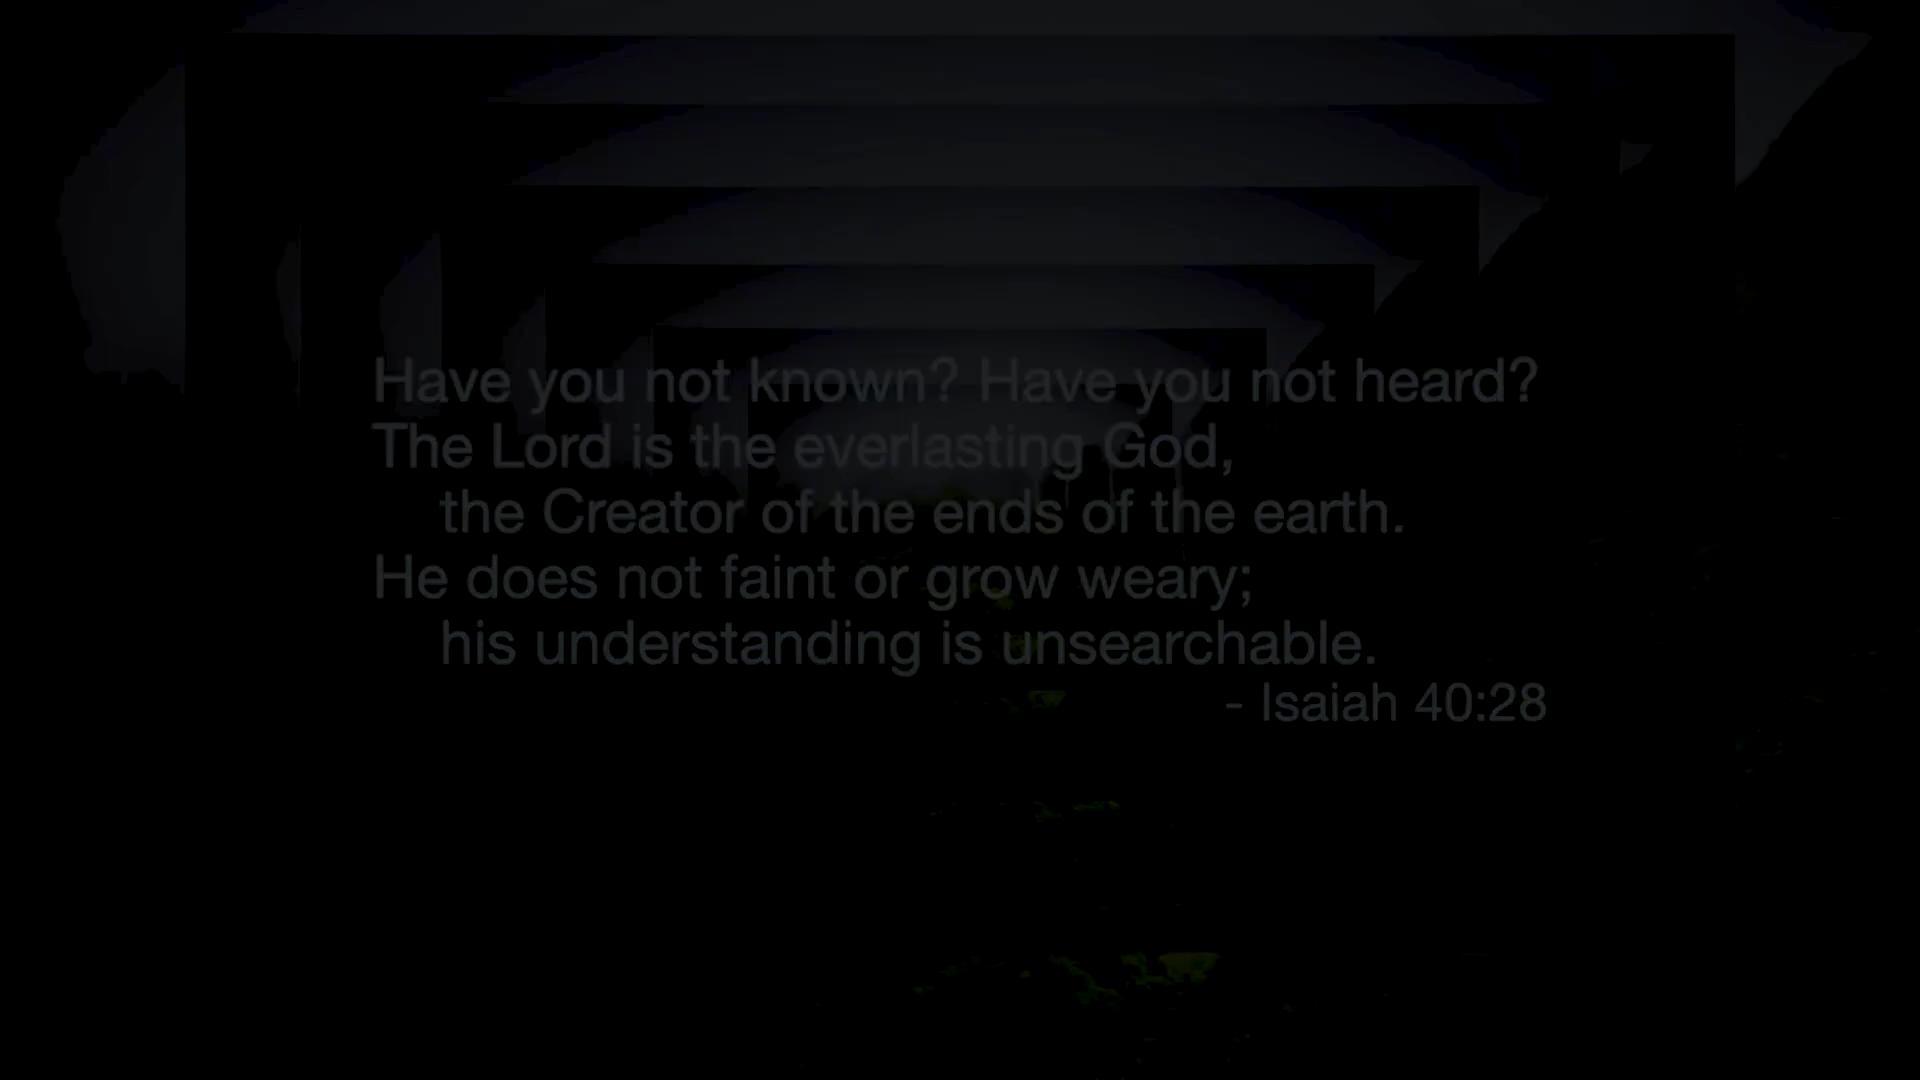 Have you not known? Have you not heard?
The Lord is the everlasting God,
the Creator of the ends of the earth.
He does not faint or grow weary;
his understanding is unsearchable.
- Isaiah 40:28